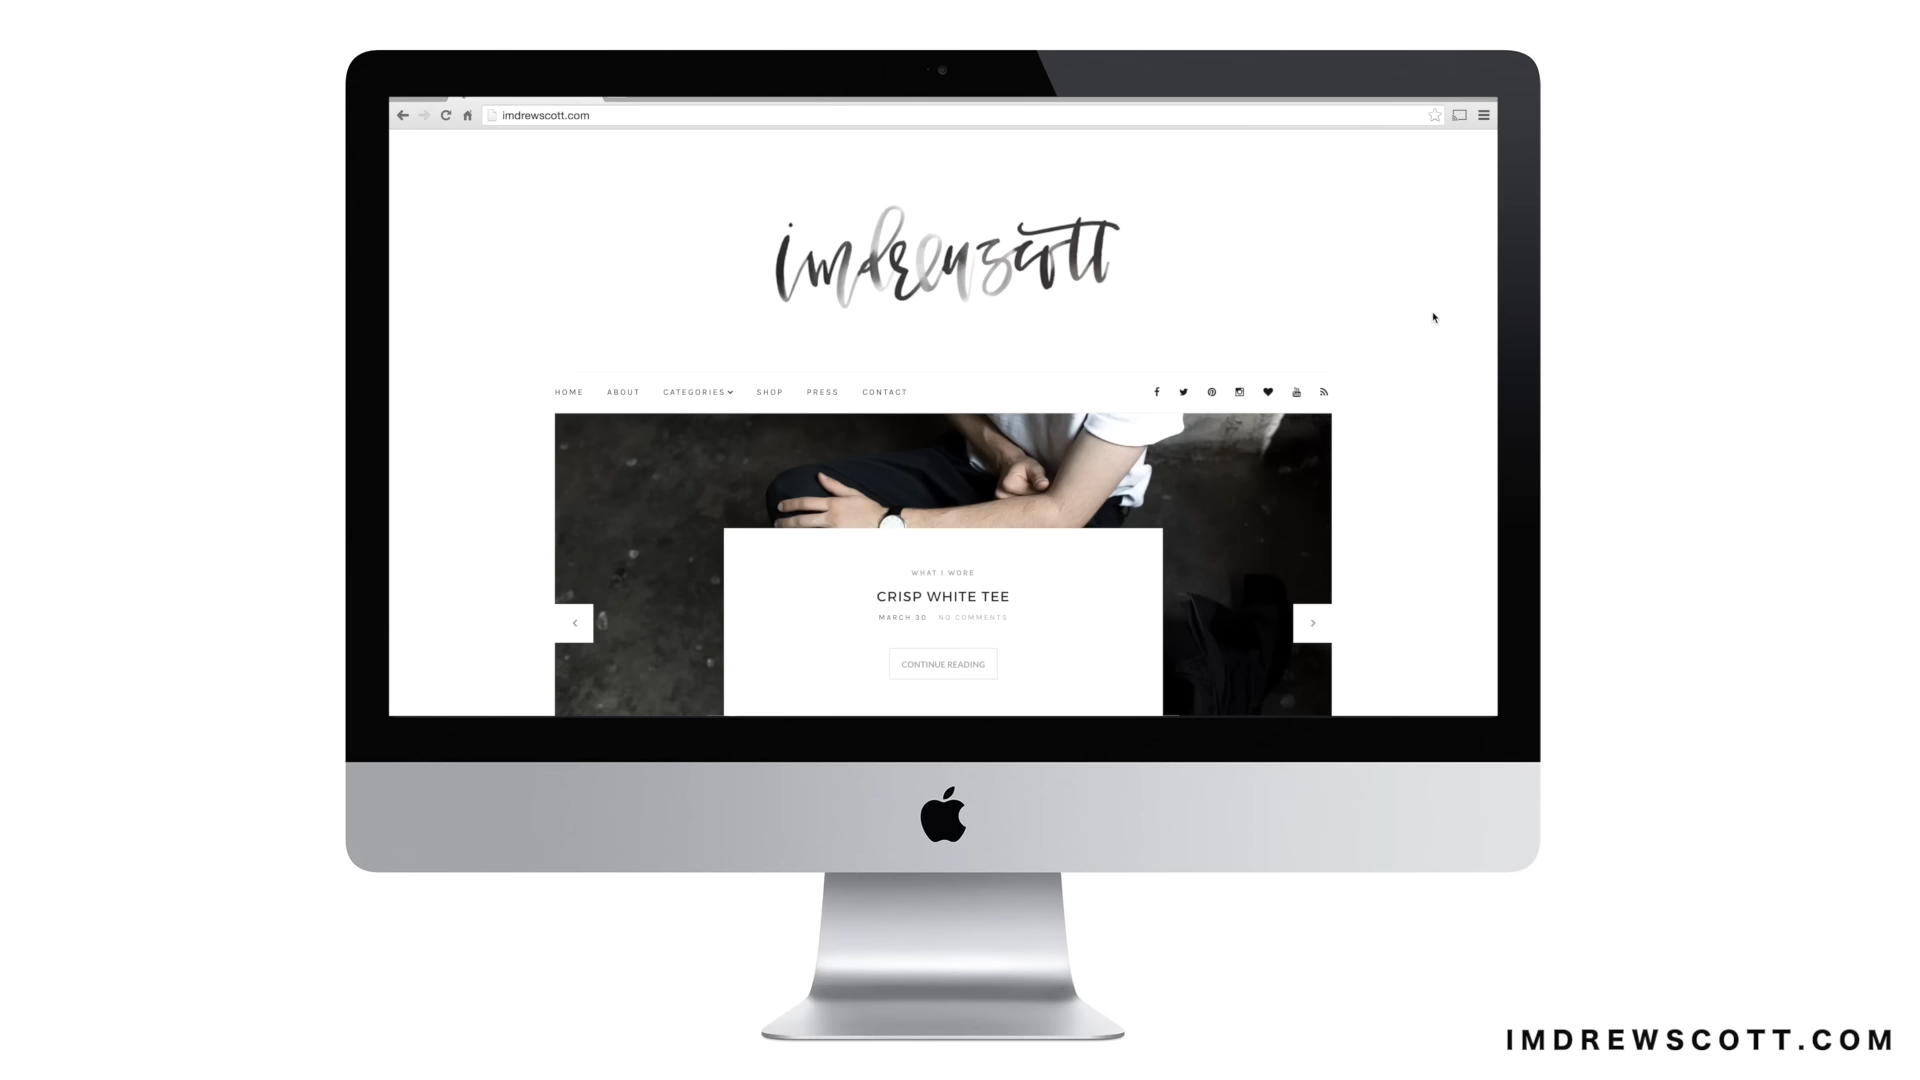 imdrewscott.com
imdrewscott
HOME ABOUT CATEGORIES SHOP PRESS CONTACT
WHAT I WORE
CRISP WHITE TEE
MARCH 30 NO COMMENTS
CONTINUE READING
IMDREWSCOTT.COM